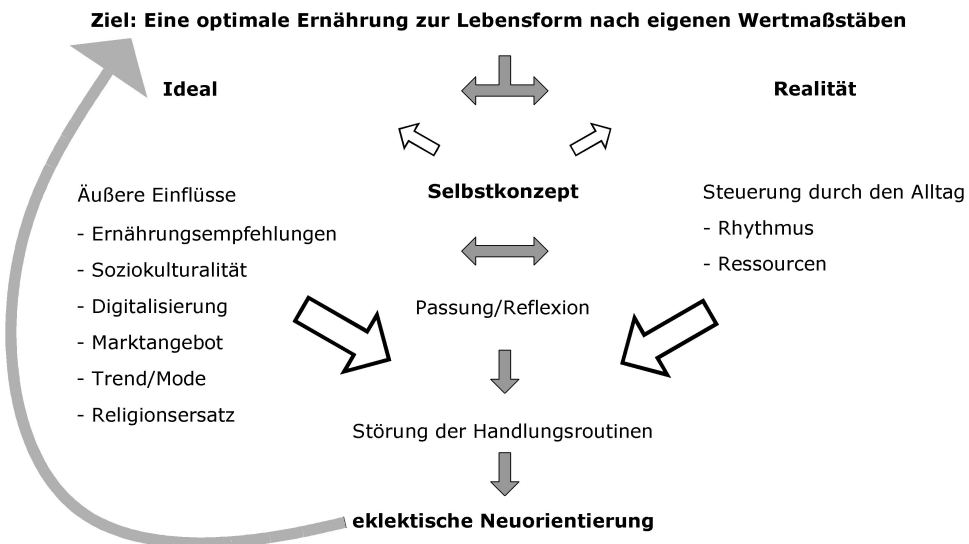 Ziel: Eine optimale Ernährung zur Lebensform nach eigenen Wertmaßstäben
Ideal
Realität
Selbstkonzept
Äußere Einflüsse
- Ernährungsempfehlungen
- Soziokulturalität
- Digitalisierung
- Marktangebot
- Trend/Mode
- Religionsersatz
Steuerung durch den Alltag
- Rhythmus
- Ressourcen
Passung/Reflexion
Störung der Handlungsroutinen
eklektische Neuorientierung